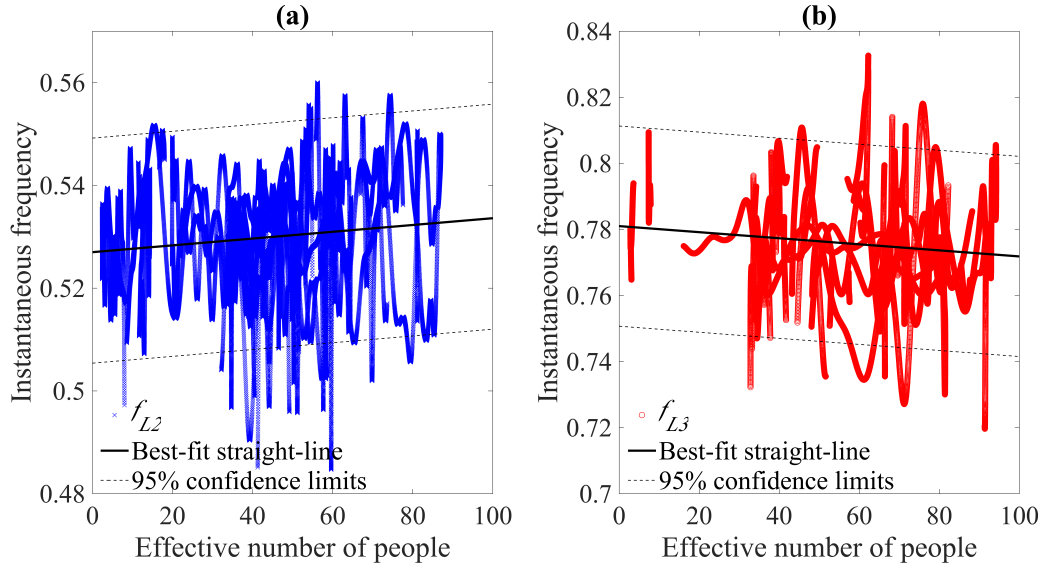 (a)
Instantaneous frequency
0.56
0.54
0.52
0.5
0.48
f_L2
Best-fit straight-line
95% confidence limits
0 20 40 60 80 100
Effective number of people
(b)
Instantaneous frequency
0.84
0.82
0.8
0.78
0.76
0.74
0.72
0.7
f_L3
Best-fit straight-line
95% confidence limits
0 20 40 60 80 100
Effective number of people